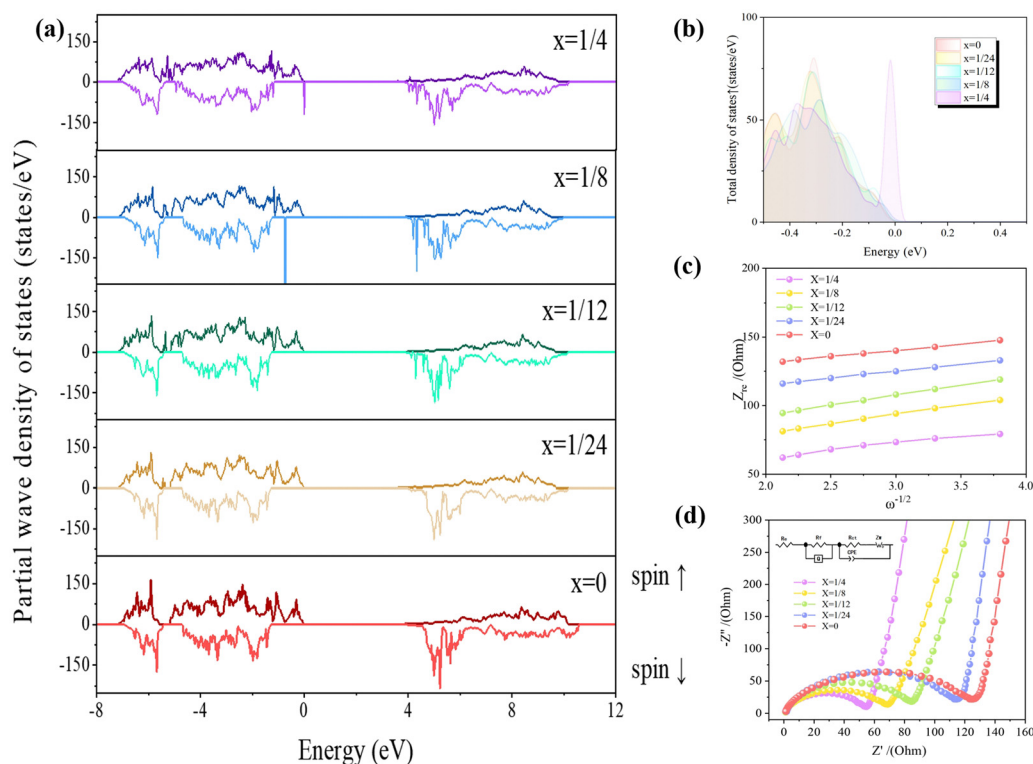 (a)
Partial wave density of states (states/eV)
150
0
-150
x=1/4
150
0
-150
x=1/8
150
0
-150
x=1/12
150
0
-150
x=1/24
150
0
-150
x=0
-8
-4
0
4
8
12
Energy (eV)
spin ↑
spin ↓
(b)
Total density of states↑(states/eV)
100
75
50
25
0
x=0
x=1/24
x=1/12
x=1/8
x=1/4
-0.4
-0.2
0.0
0.2
0.4
Energy (eV)
(c)
Zre /(Ohm)
200
150
100
50
X=1/4
X=1/8
X=1/12
X=1/24
X=0
2.0
2.5
3.0
3.5
4.0
ω-1/2
(d)
-Z'' /(Ohm)
300
250
200
150
100
50
0
Rf
Rct
CPE
X=1/4
X=1/8
X=1/12
X=1/24
X=0
0
20
40
60
80
100
120
140
160
Z' /(Ohm)